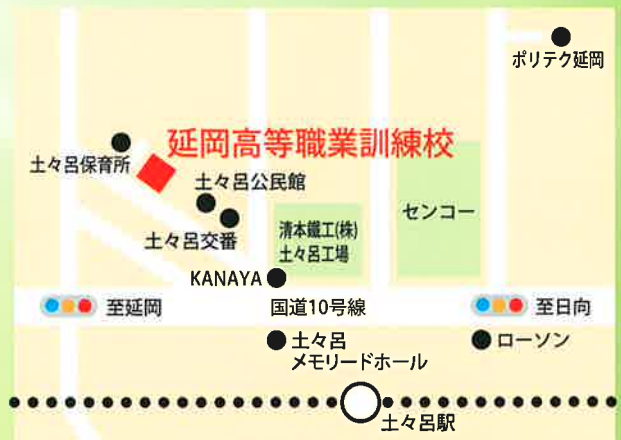 ポリテク延岡
延岡高等職業訓練校
土々呂保育所
土々呂公民館
センコー
清本鐵工(株)
土々呂工場
土々呂交番
KANAYA
至延岡
国道10号線
至日向
土々呂
メモリードホール
ローソン
土々呂駅